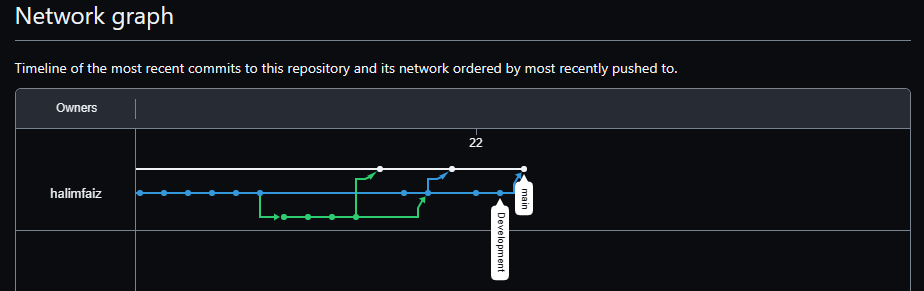 Network graph
Timeline of the most recent commits to this repository and its network ordered by most recently pushed to.
Owners
22
halimfaiz
main
Development